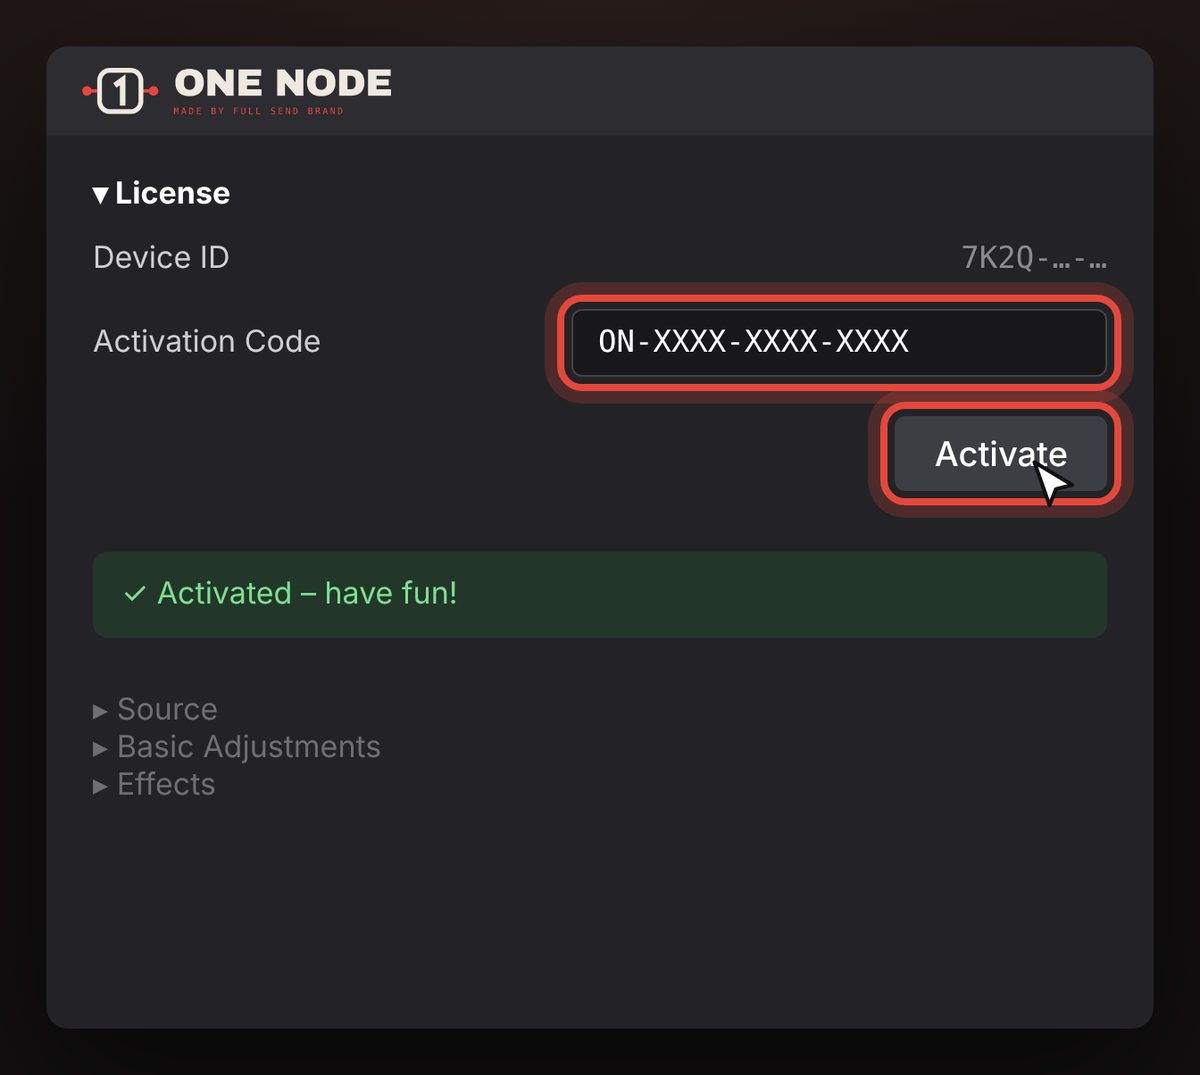 1 ONE NODE
MADE BY FULL SEND BRAND
▾ License
Device ID 7K2Q-…-…
Activation Code ON-XXXX-XXXX-XXXX
Activate
✓ Activated – have fun!
▸ Source
▸ Basic Adjustments
▸ Effects